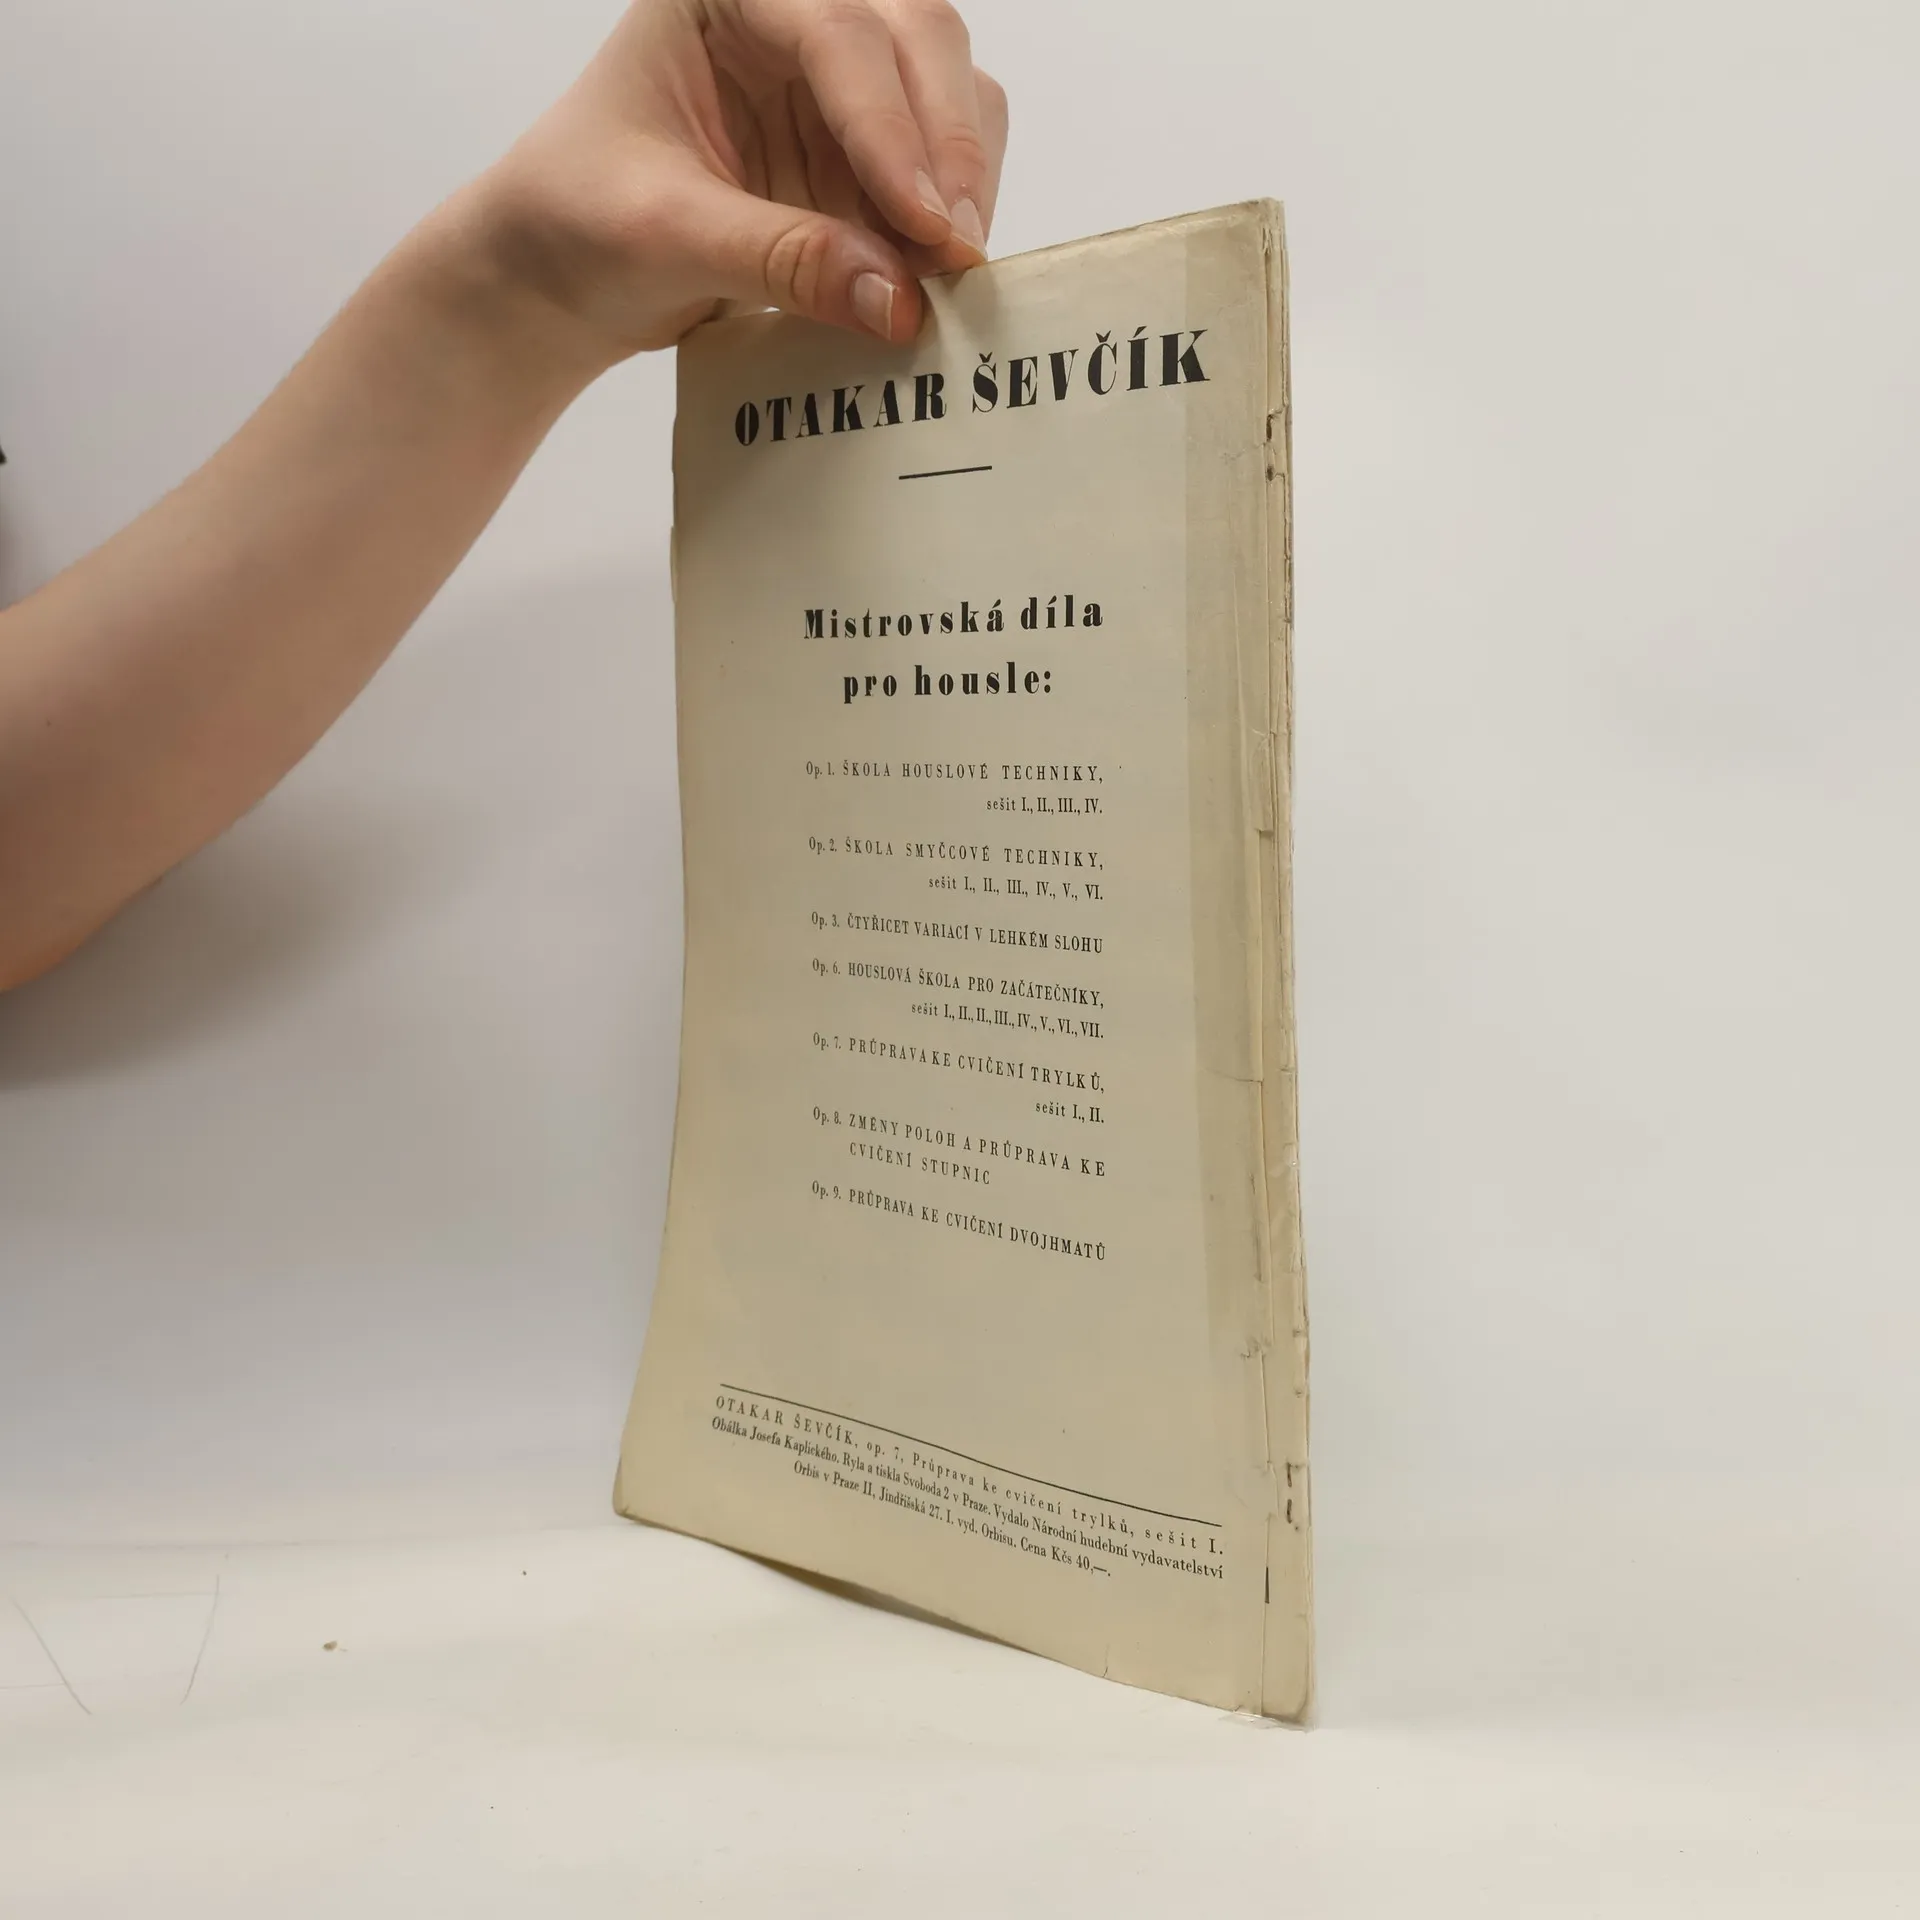 OTAKAR ŠEVČÍK
Mistrovská díla
pro housle:
Op. 1. ŠKOLA HOUSLOVÉ TECHNIKY,
sešit I., II., III., IV.
Op. 2. ŠKOLA SMYČCOVÉ TECHNIKY,
sešit I., II., III., IV., V., VI.
Op. 3. ČTYŘICET VARIACÍ V LEHKÉM SLOHU
Op. 6. HOUSLOVÁ ŠKOLA PRO ZAČÁTEČNÍKY,
sešit I., II., II., III., IV., V., VI., VII.
Op. 7. PRŮPRAVA KE CVIČENÍ TRYLKŮ,
sešit I., II.
Op. 8. ZMĚNY POLOH A PRŮPRAVA KE
CVIČENÍ STUPNIC
Op. 9. PRŮPRAVA KE CVIČENÍ DVOJHMATŮ
OTAKAR ŠEVČÍK, op. 7, Průprava ke cvičení trylků, sešit I.
Obálka Josefa Kaplického. Ryla a tiskla Svoboda 2 v Praze. Vydalo Národní hudební vydavatelství
Orbis v Praze II, Jindřišská 27. I. vyd. Orbisu. Cena Kčs 40,—.